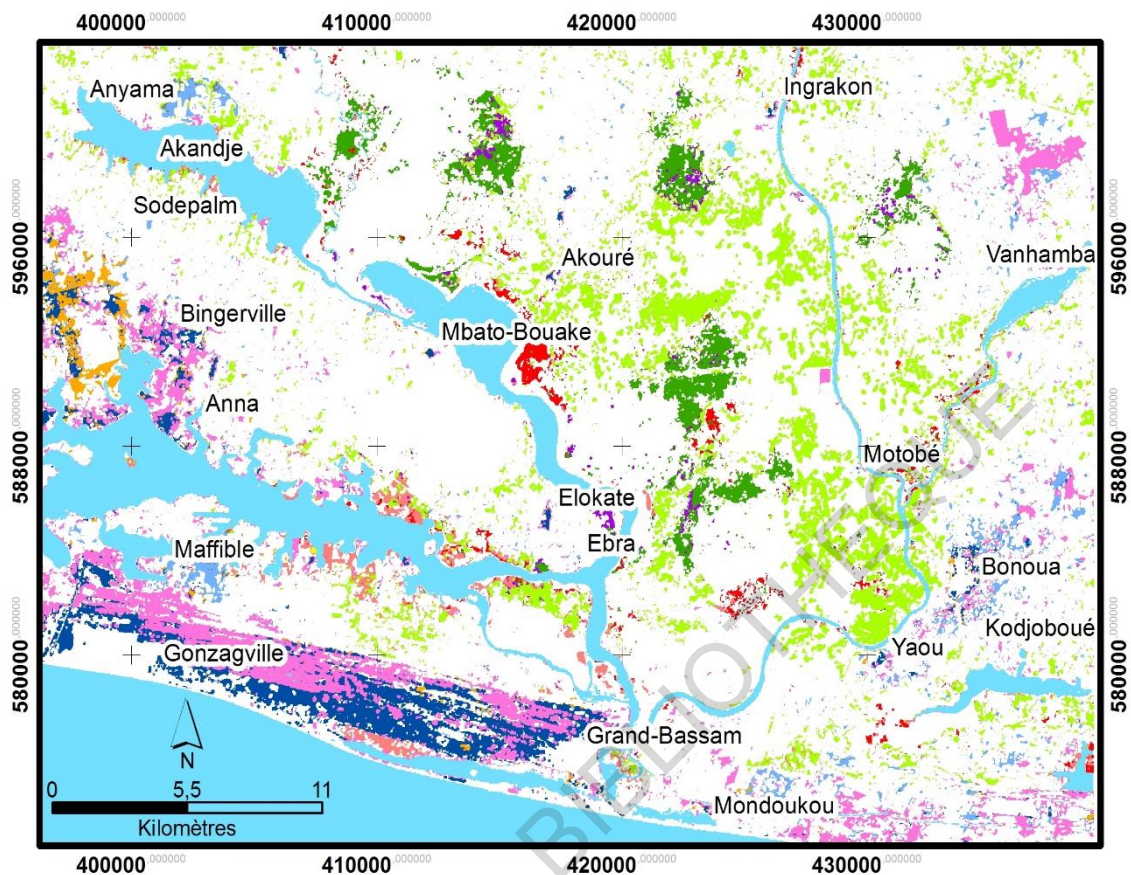 400000,000000 410000,000000 420000,000000 430000,000000
Anyama
Ingrakon
Akandje
Sodepalm
596000,000000
596000,000000
Akouré
Vanhamba
Bingerville
Mbato-Bouake
Anna
588000,000000
588000,000000
Motobé
Elokate
Ebra
Maffible
Bonoua
Kodjoboué
Gonzagville
Yaou
580000,000000
580000,000000
Grand-Bassam
N
0 5,5 11
Kilomètres
Mondoukou
BIBLIOTHEQUE
400000,000000 410000,000000 420000,000000 430000,000000